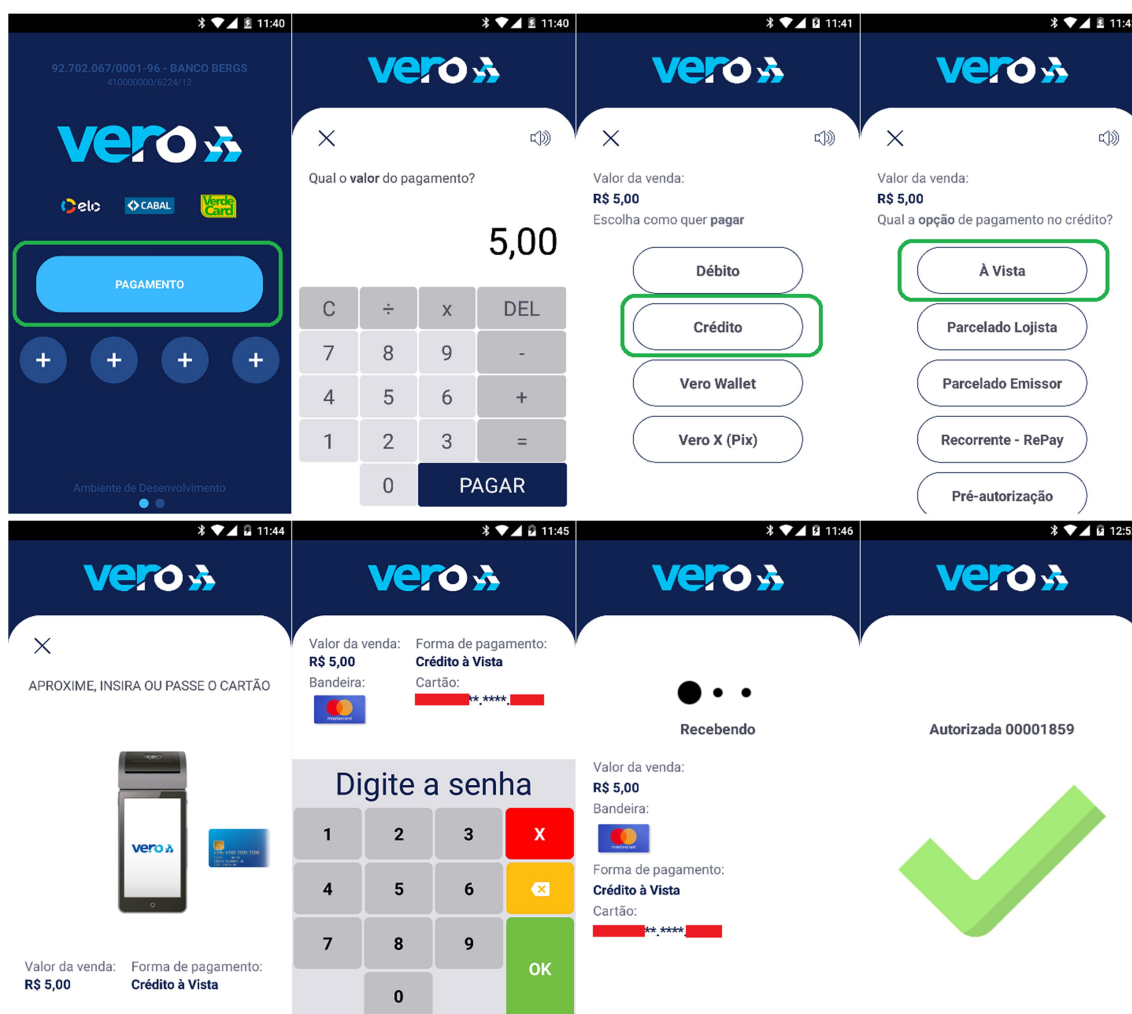 11:40
92.702.067/0001-96 - BANCO BERGS
410000000/6224/12
vero
elo CABAL Verde Card
PAGAMENTO
+ + + +
Ambiente de Desenvolvimento
11:40
vero
Qual o valor do pagamento?
5,00
C ÷ x DEL
7 8 9 -
4 5 6 +
1 2 3 =
0 PAGAR
11:41
vero
Valor da venda:
R$ 5,00
Escolha como quer pagar
Débito
Crédito
Vero Wallet
Vero X (Pix)
11:4
vero
Valor da venda:
R$ 5,00
Qual a opção de pagamento no crédito?
À Vista
Parcelado Lojista
Parcelado Emissor
Recorrente - RePay
Pré-autorização
11:44
vero
APROXIME, INSIRA OU PASSE O CARTÃO
vero
Valor da venda: Forma de pagamento:
R$ 5,00 Crédito à Vista
11:45
vero
Valor da venda: Forma de pagamento:
R$ 5,00 Crédito à Vista
Bandeira: Cartão:
**.****.
mastercard
Digite a senha
1 2 3 X
4 5 6
7 8 9 OK
0
11:46
vero
Recebendo
Valor da venda:
R$ 5,00
Bandeira:
mastercard
Forma de pagamento:
Crédito à Vista
Cartão:
**.****.
12:5
vero
Autorizada 00001859